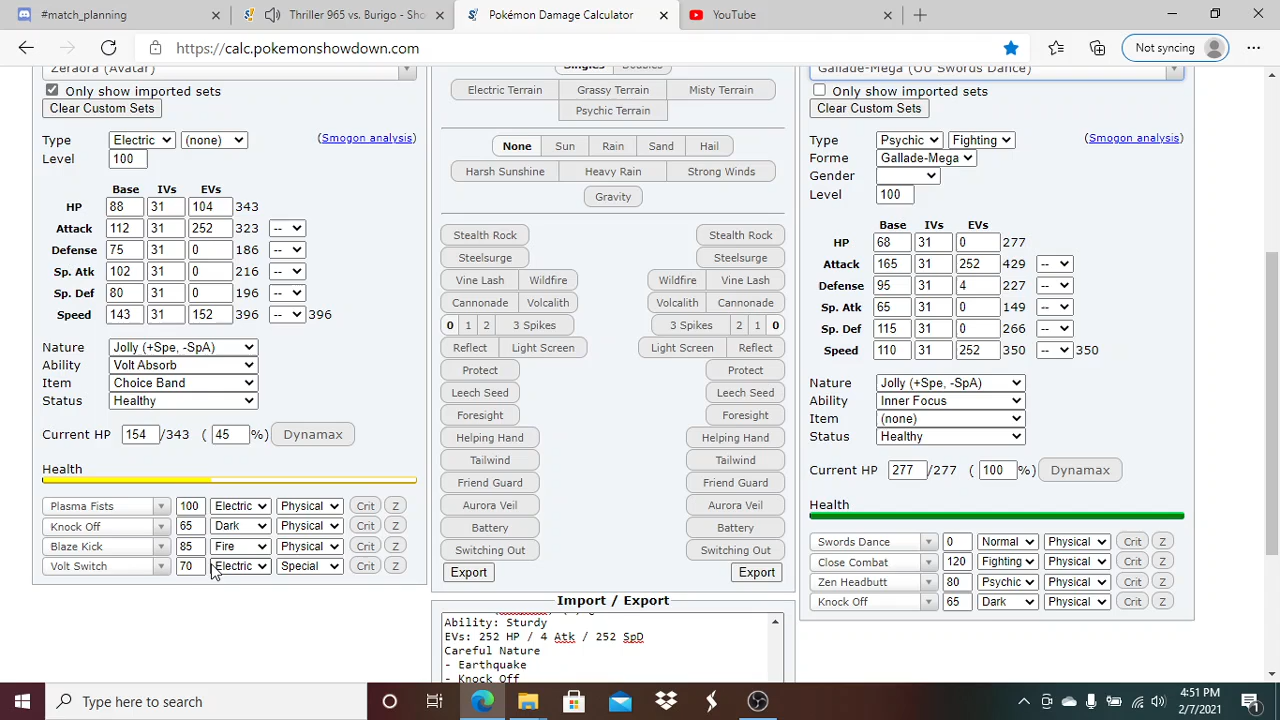 #match_planning
Thriller 965 vs. Burigo - Sho
Pokémon Damage Calculator
YouTube
https://calc.pokemonshowdown.com
Not syncing
Zeraora (Avatar)
Only show imported sets
Clear Custom Sets
Type Electric (none) (Smogon analysis)
Level 100
Base IVs EVs
HP 88 31 104 343
Attack 112 31 252 323 --
Defense 75 31 0 186 --
Sp. Atk 102 31 0 216 --
Sp. Def 80 31 0 196 --
Speed 143 31 152 396 -- 396
Nature Jolly (+Spe, -SpA)
Ability Volt Absorb
Item Choice Band
Status Healthy
Current HP 154 /343 ( 45 %) Dynamax
Health
Plasma Fists 100 Electric Physical Crit Z
Knock Off 65 Dark Physical Crit Z
Blaze Kick 85 Fire Physical Crit Z
Volt Switch 70 Electric Special Crit Z
Singles Doubles
Electric Terrain Grassy Terrain Misty Terrain
Psychic Terrain
None Sun Rain Sand Hail
Harsh Sunshine Heavy Rain Strong Winds
Gravity
Stealth Rock Stealth Rock
Steelsurge Steelsurge
Vine Lash Wildfire Wildfire Vine Lash
Cannonade Volcalith Volcalith Cannonade
0 1 2 3 Spikes 3 Spikes 2 1 0
Reflect Light Screen Light Screen Reflect
Protect Protect
Leech Seed Leech Seed
Foresight Foresight
Helping Hand Helping Hand
Tailwind Tailwind
Friend Guard Friend Guard
Aurora Veil Aurora Veil
Battery Battery
Switching Out Switching Out
Export Export
Import / Export
Ability: Sturdy
EVs: 252 HP / 4 Atk / 252 SpD
Careful Nature
- Earthquake
- Knock Off
Gallade-Mega (UU Swords Dance)
Only show imported sets
Clear Custom Sets
Type Psychic Fighting (Smogon analysis)
Forme Gallade-Mega
Gender
Level 100
Base IVs EVs
HP 68 31 0 277
Attack 165 31 252 429 --
Defense 95 31 4 227 --
Sp. Atk 65 31 0 149 --
Sp. Def 115 31 0 266 --
Speed 110 31 252 350 -- 350
Nature Jolly (+Spe, -SpA)
Ability Inner Focus
Item (none)
Status Healthy
Current HP 277 /277 ( 100 %) Dynamax
Health
Swords Dance 0 Normal Physical Crit Z
Close Combat 120 Fighting Physical Crit Z
Zen Headbutt 80 Psychic Physical Crit Z
Knock Off 65 Dark Physical Crit Z
Type here to search
4:51 PM
2/7/2021
1